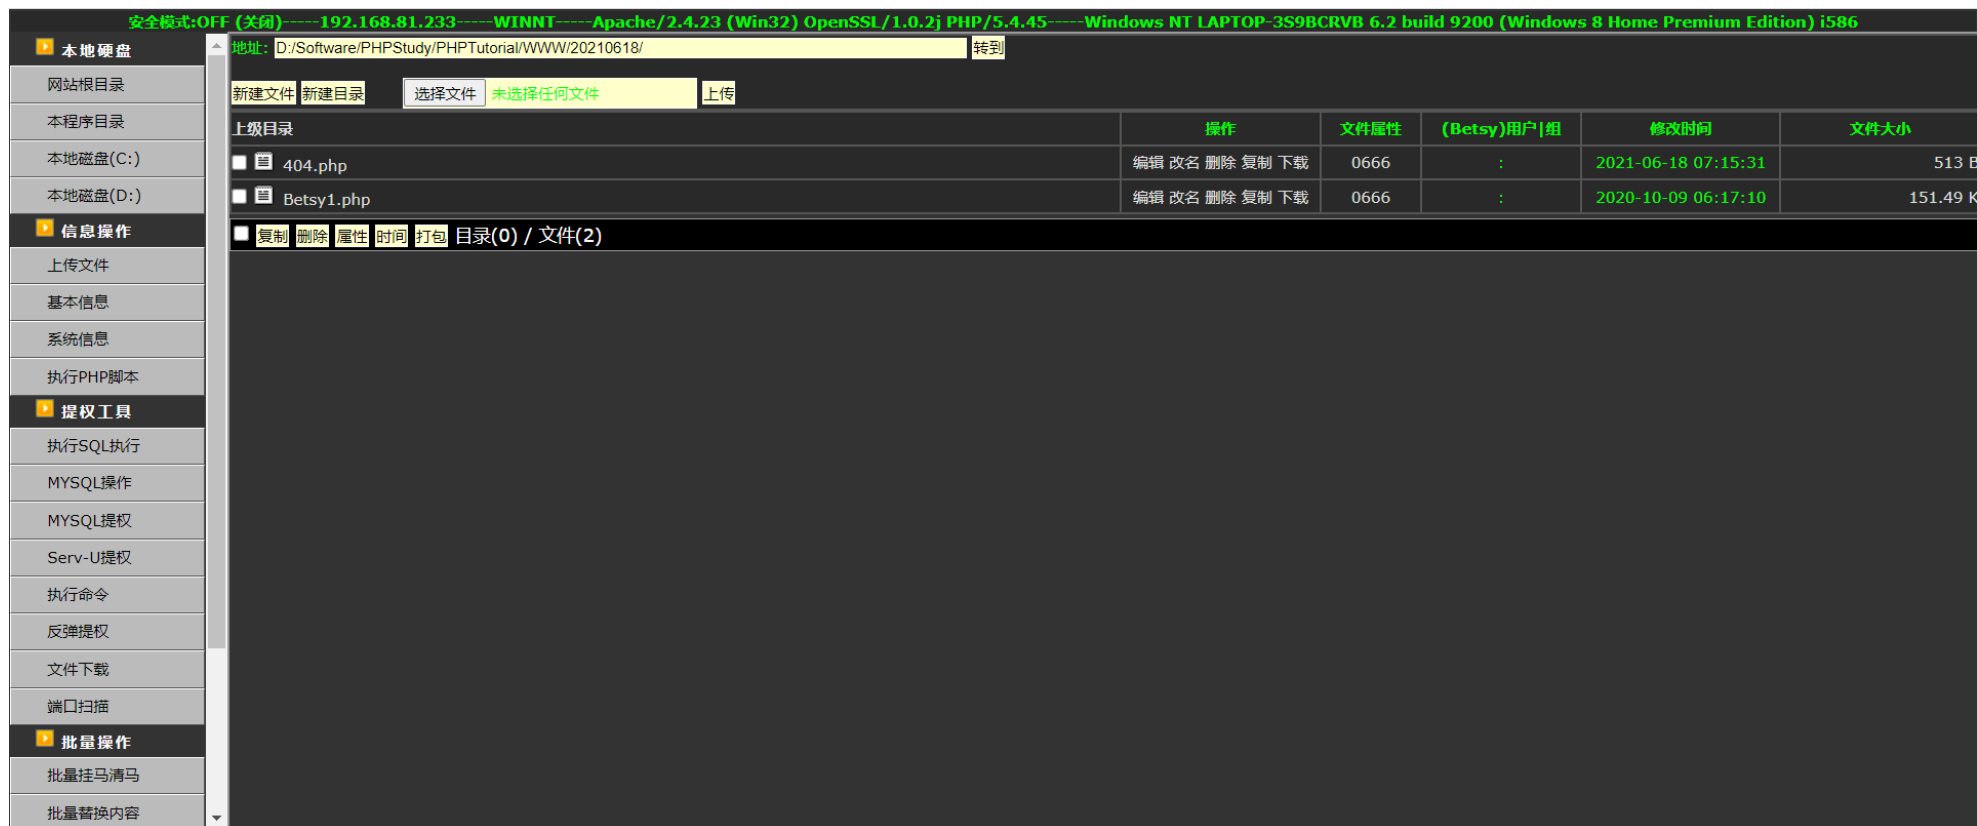 安全模式:OFF (关闭)-----192.168.81.233-----WINNT-----Apache/2.4.23 (Win32) OpenSSL/1.0.2j PHP/5.4.45-----Windows NT LAPTOP-3S9BCRVB 6.2 build 9200 (Windows 8 Home Premium Edition) i586
本地硬盘
网站根目录
本程序目录
本地磁盘(C:)
本地磁盘(D:)
信息操作
上传文件
基本信息
系统信息
执行PHP脚本
提权工具
执行SQL执行
MYSQL操作
MYSQL提权
Serv-U提权
执行命令
反弹提权
文件下载
端口扫描
批量操作
批量挂马清马
批量替换内容
地址: D:/Software/PHPStudy/PHPTutorial/WWW/20210618/ 转到
新建文件 新建目录 选择文件 未选择任何文件 上传
上级目录 操作 文件属性 (Betsy)用户|组 修改时间 文件大小
404.php 编辑 改名 删除 复制 下载 0666 : 2021-06-18 07:15:31 513 B
Betsy1.php 编辑 改名 删除 复制 下载 0666 : 2020-10-09 06:17:10 151.49 K
复制 删除 属性 时间 打包 目录(0) / 文件(2)